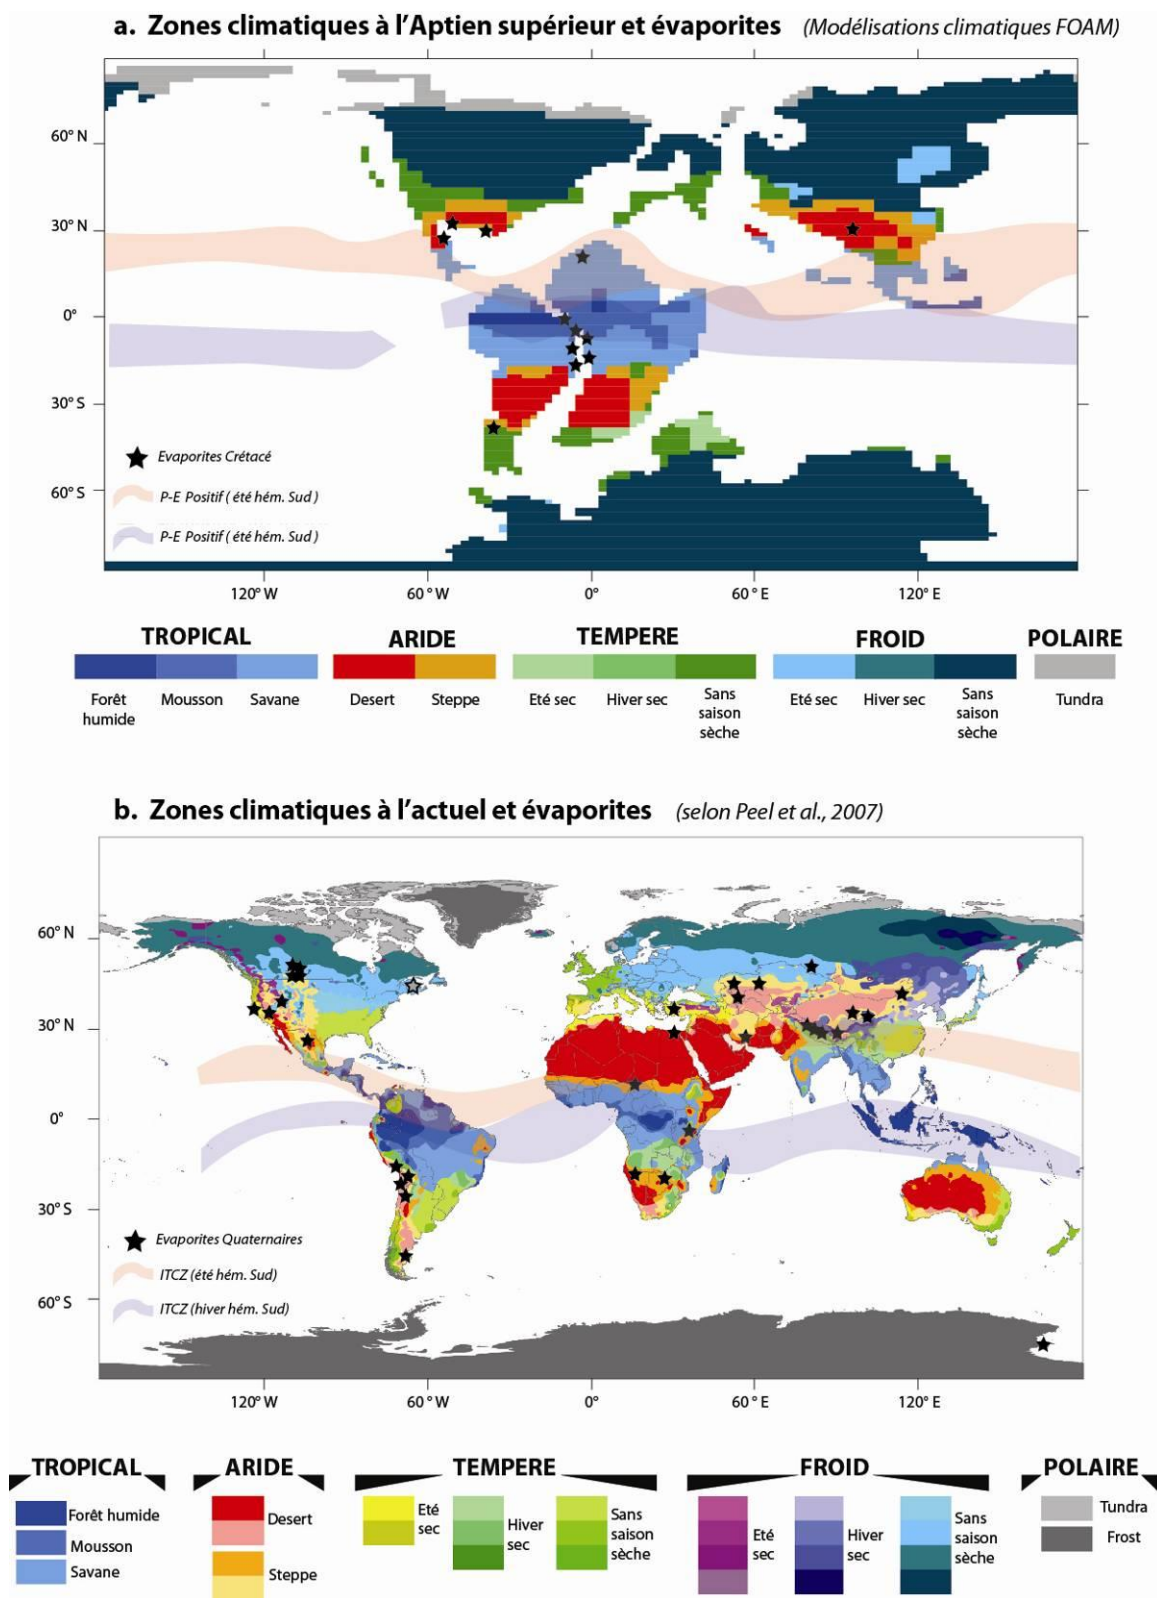 a. Zones climatiques à l'Aptien supérieur et évaporites (Modélisations climatiques FOAM)
60° N
30° N
0°
30° S
60° S
Evaporites Crétacé
P-E Positif ( été hém. Sud )
P-E Positif ( été hém. Sud )
120° W
60° W
0°
60° E
120° E
TROPICAL
ARIDE
TEMPERE
FROID
POLAIRE
Forêt humide
Mousson
Savane
Desert
Steppe
Eté sec
Hiver sec
Sans saison sèche
Eté sec
Hiver sec
Sans saison sèche
Tundra
b. Zones climatiques à l'actuel et évaporites (selon Peel et al., 2007)
60° N
30° N
0°
30° S
60° S
Evaporites Quaternaires
ITCZ (été hém. Sud)
ITCZ (hiver hém. Sud)
120° W
60° W
0°
60° E
120° E
TROPICAL
ARIDE
TEMPERE
FROID
POLAIRE
Forêt humide
Mousson
Savane
Desert
Steppe
Eté sec
Hiver sec
Sans saison sèche
Eté sec
Hiver sec
Sans saison sèche
Tundra
Frost